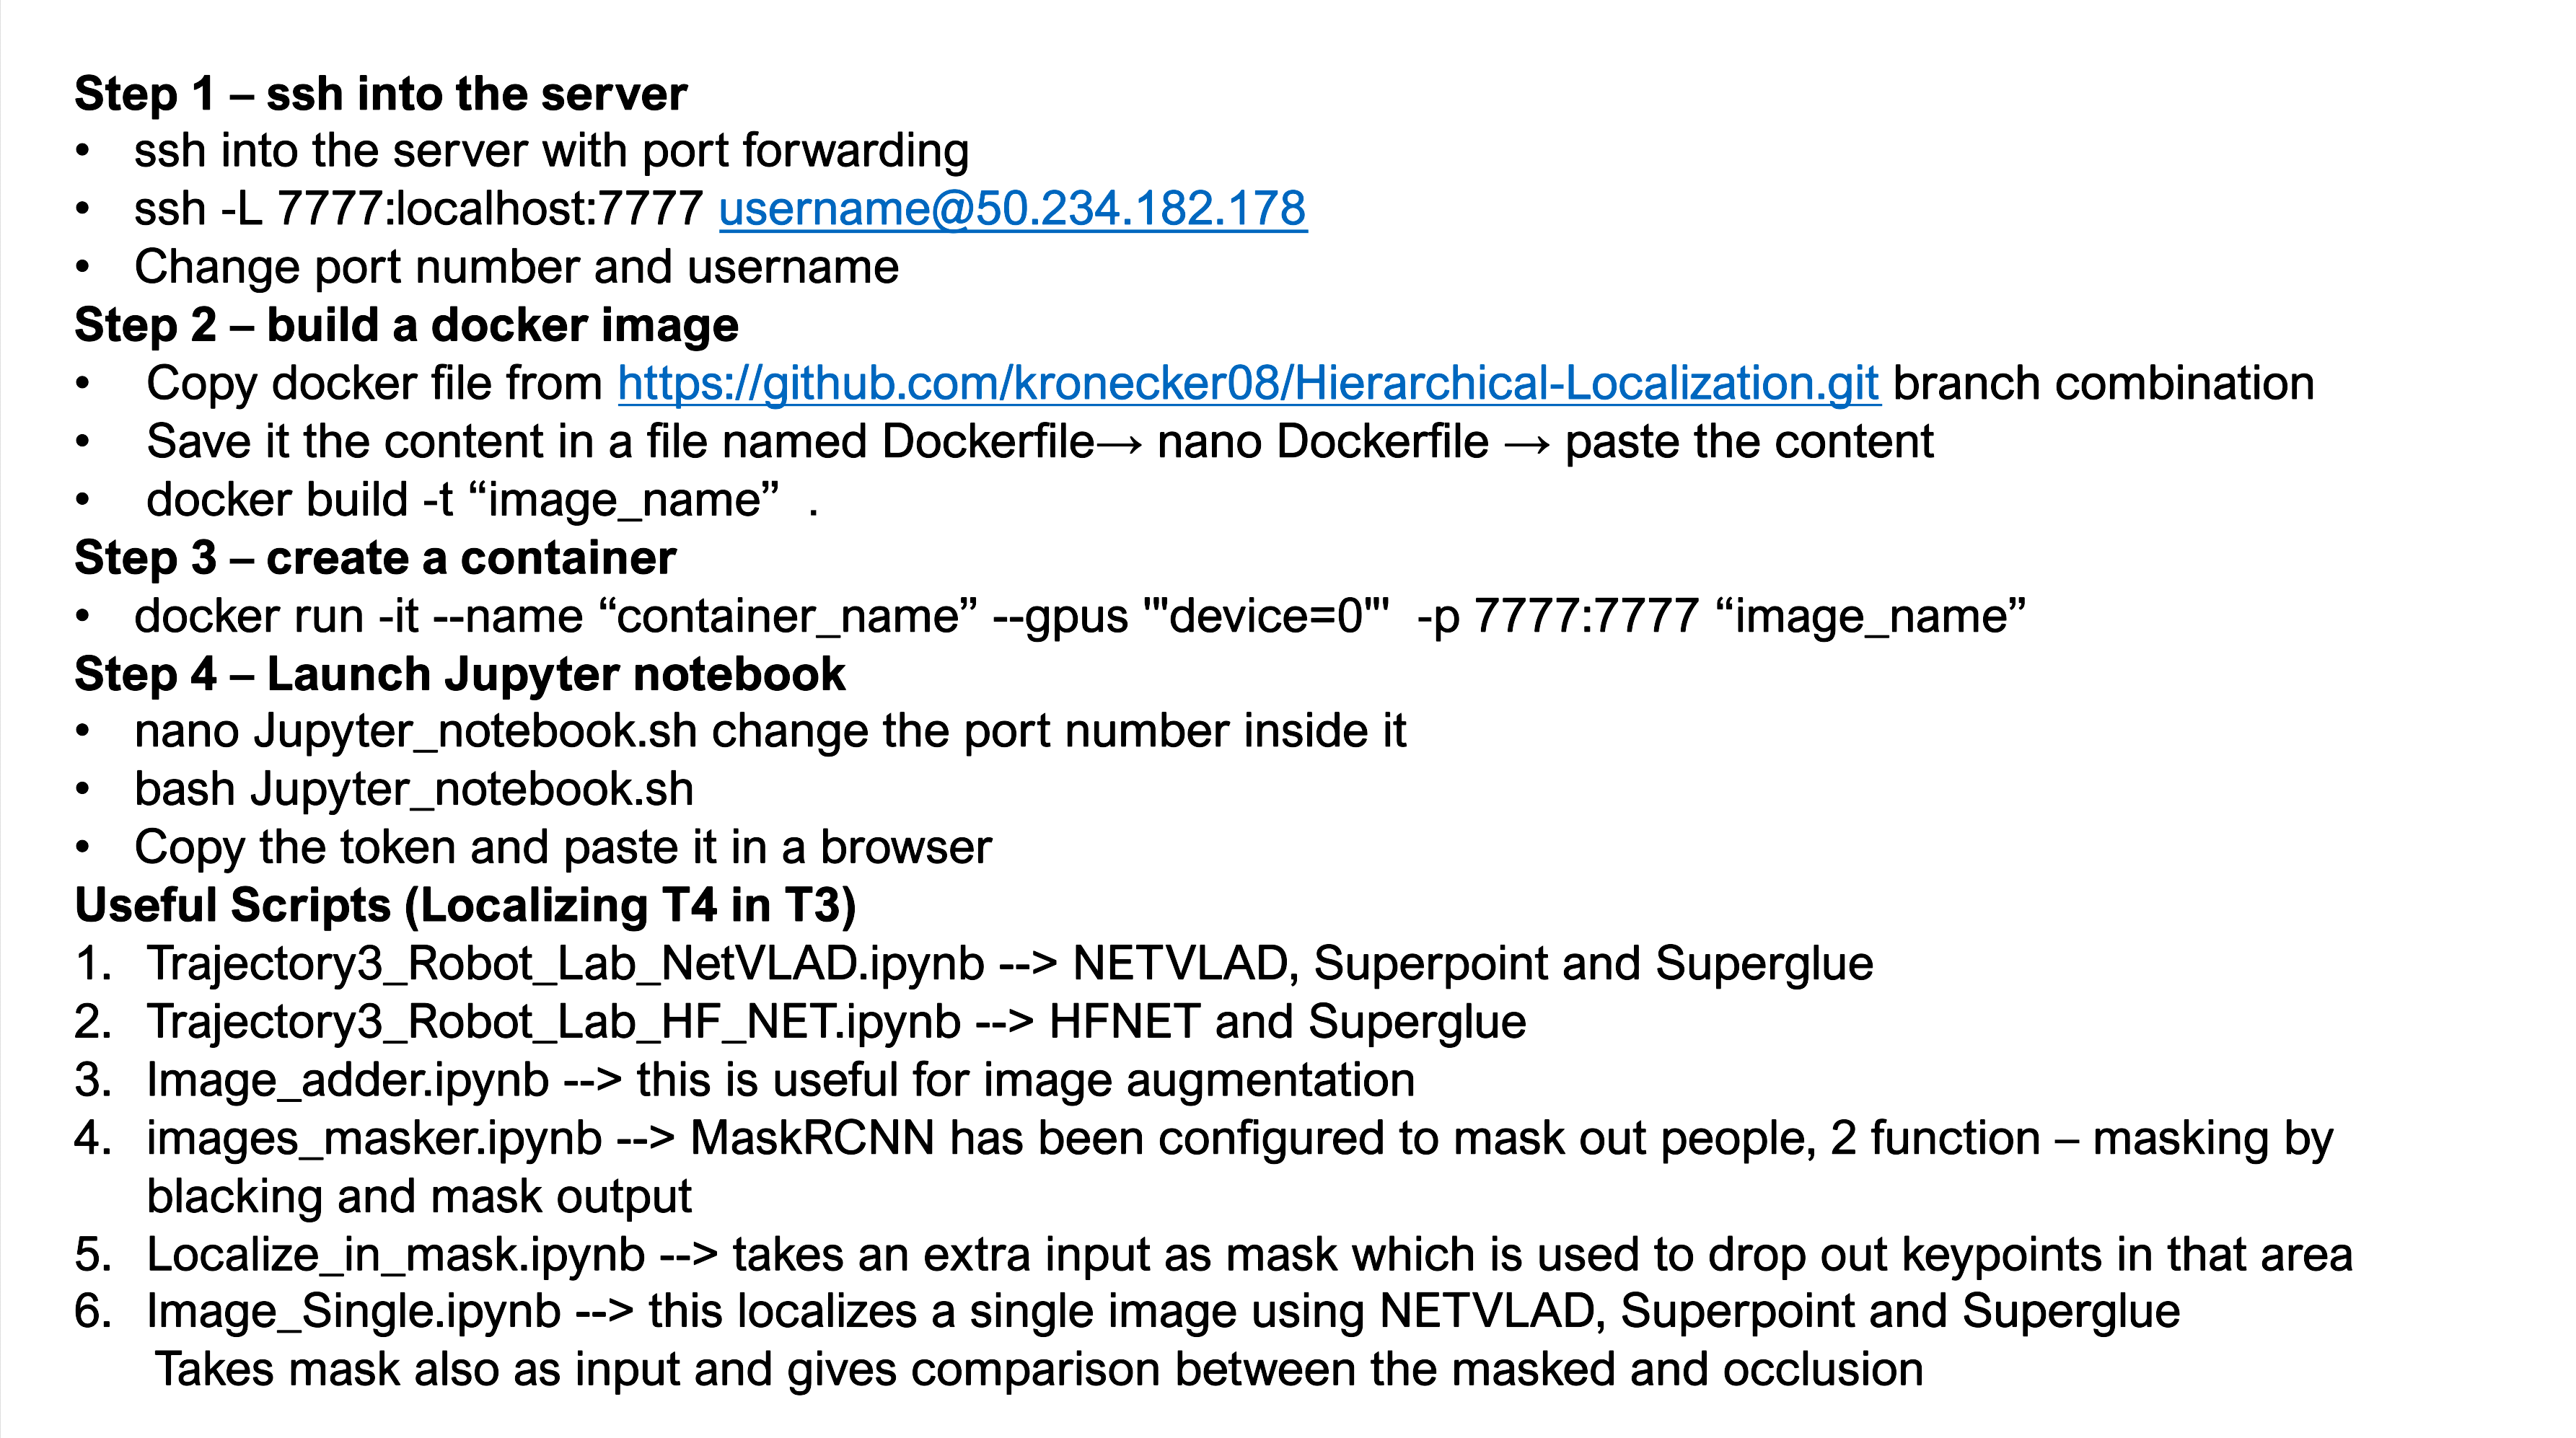 Step 1 – ssh into the server
• ssh into the server with port forwarding
• ssh -L 7777:localhost:7777 username@50.234.182.178
• Change port number and username
Step 2 – build a docker image
• Copy docker file from https://github.com/kronecker08/Hierarchical-Localization.git branch combination
• Save it the content in a file named Dockerfile→ nano Dockerfile → paste the content
• docker build -t “image_name” .
Step 3 – create a container
• docker run -it --name “container_name” --gpus '"device=0"' -p 7777:7777 “image_name”
Step 4 – Launch Jupyter notebook
• nano Jupyter_notebook.sh change the port number inside it
• bash Jupyter_notebook.sh
• Copy the token and paste it in a browser
Useful Scripts (Localizing T4 in T3)
1. Trajectory3_Robot_Lab_NetVLAD.ipynb --> NETVLAD, Superpoint and Superglue
2. Trajectory3_Robot_Lab_HF_NET.ipynb --> HFNET and Superglue
3. Image_adder.ipynb --> this is useful for image augmentation
4. images_masker.ipynb --> MaskRCNN has been configured to mask out people, 2 function – masking by
blacking and mask output
5. Localize_in_mask.ipynb --> takes an extra input as mask which is used to drop out keypoints in that area
6. Image_Single.ipynb --> this localizes a single image using NETVLAD, Superpoint and Superglue
Takes mask also as input and gives comparison between the masked and occlusion